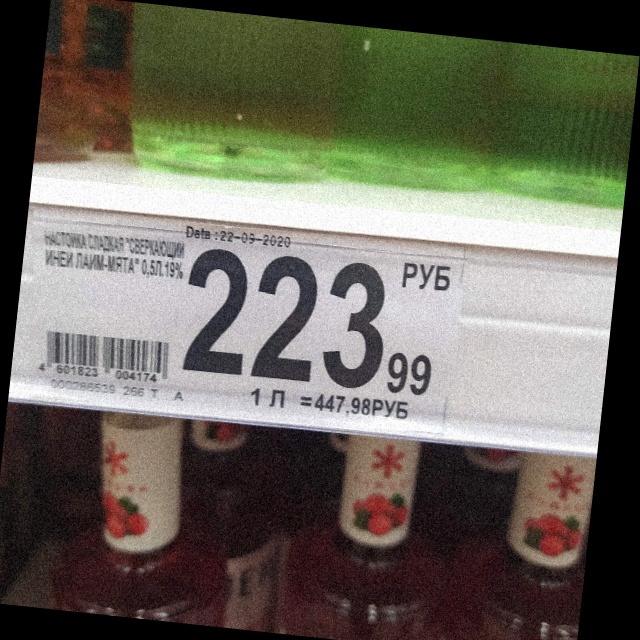 Date :22-09-2020
НАСТОЙКА СЛАДКАЯ "СВЕРКАЮЩИЙ
ИНЕЙ ЛАЙМ-МЯТА" 0,5Л.19%
223 99 РУБ
4 601823 004174
1 Л =447,98РУБ
266 Т А